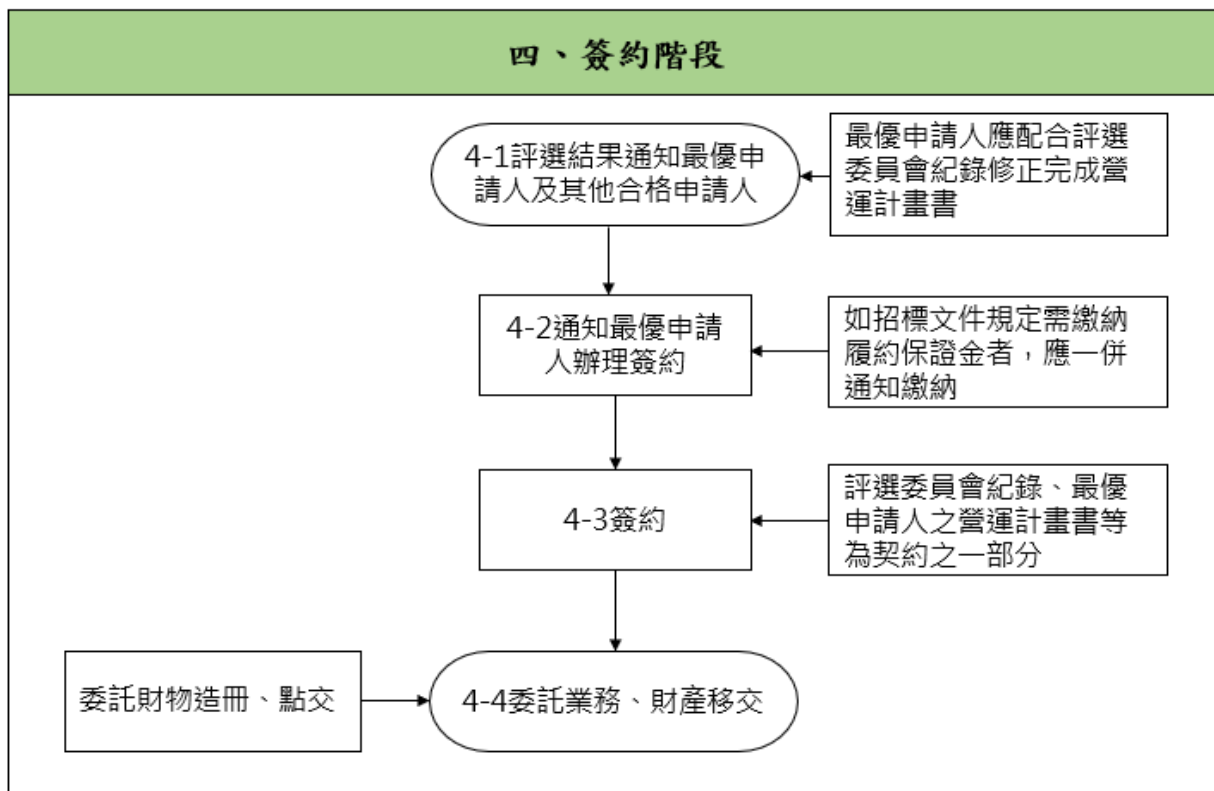 四、簽約階段
4-1評選結果通知最優申
請人及其他合格申請人
最優申請人應配合評選
委員會紀錄修正完成營
運計畫書
4-2通知最優申請
人辦理簽約
如招標文件規定需繳納
履約保證金者，應一併
通知繳納
4-3簽約
評選委員會紀錄、最優
申請人之營運計畫書等
為契約之一部分
委託財物造冊、點交
4-4委託業務、財產移交